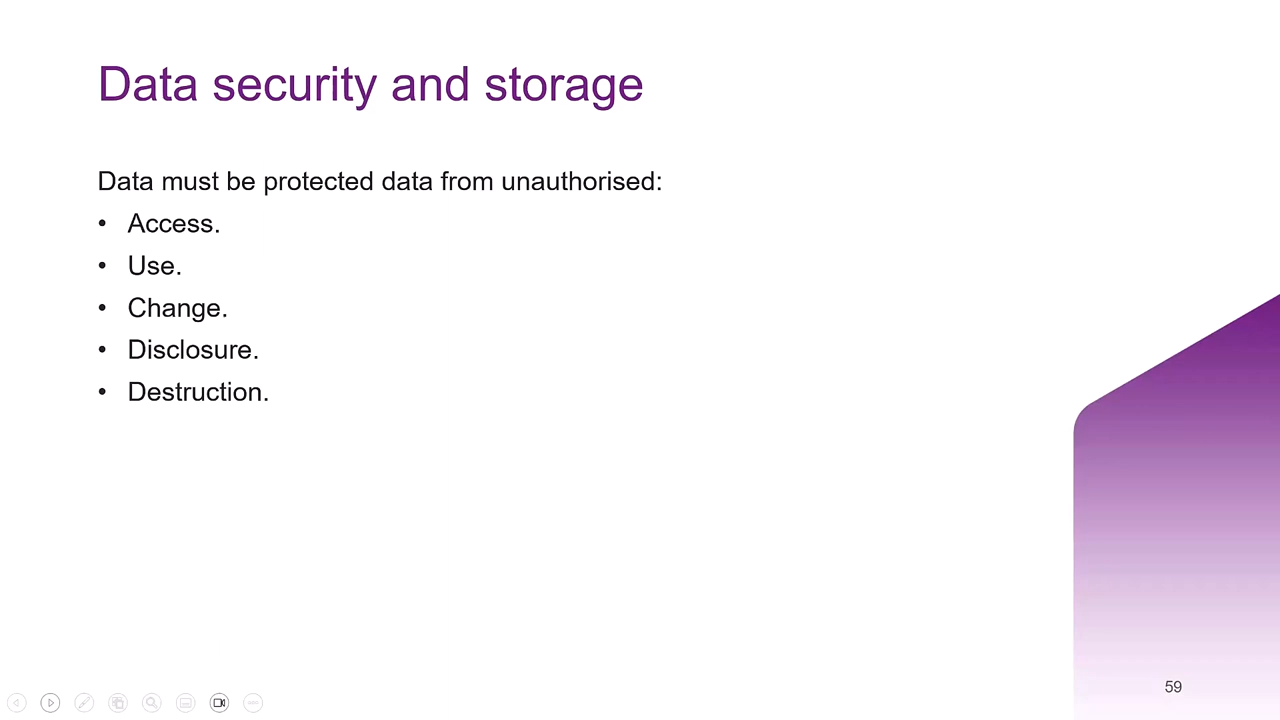 Data security and storage
Data must be protected data from unauthorised:
• Access.
• Use.
• Change.
• Disclosure.
• Destruction.
59